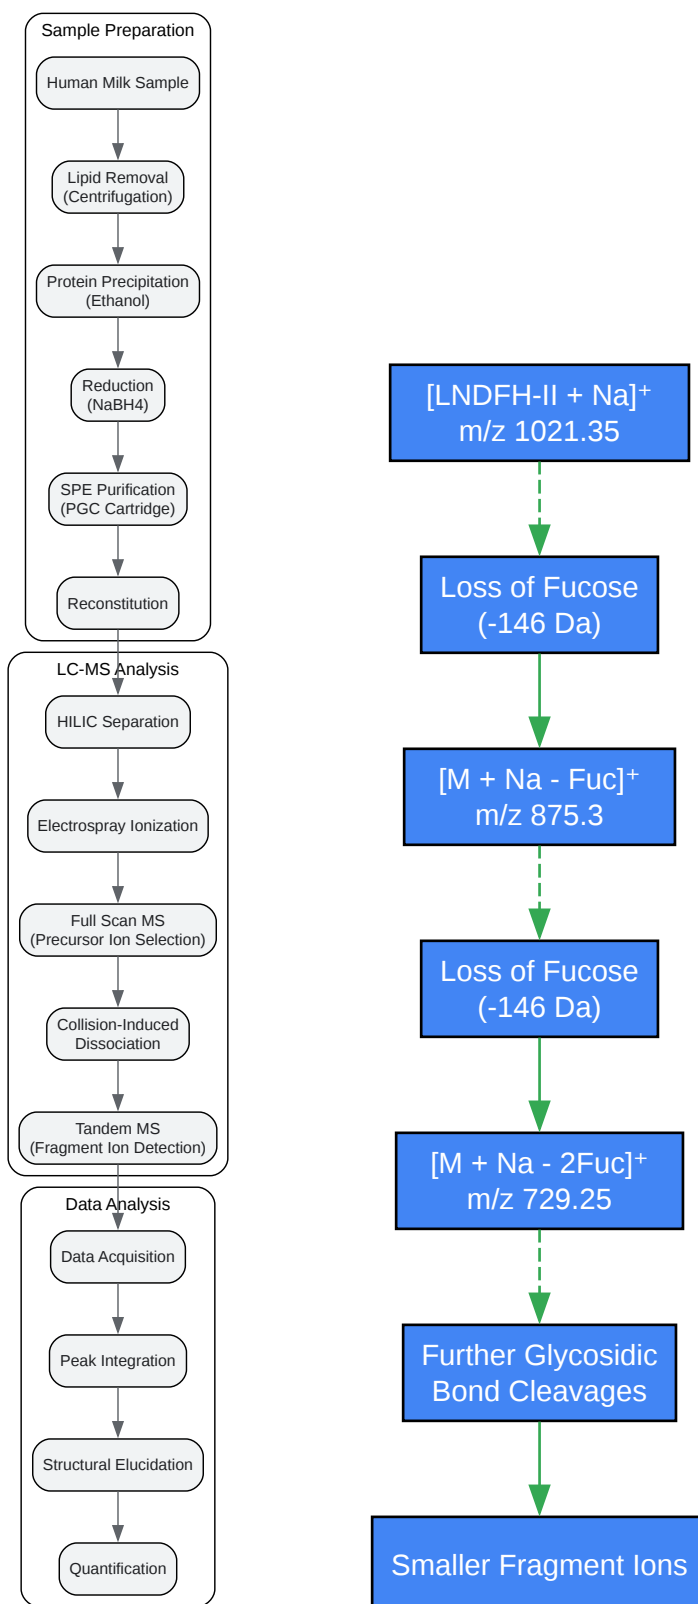 Sample Preparation
Human Milk Sample
Lipid Removal
(Centrifugation)
Protein Precipitation
(Ethanol)
Reduction
(NaBH4)
SPE Purification
(PGC Cartridge)
Reconstitution
LC-MS Analysis
HILIC Separation
Electrospray Ionization
Full Scan MS
(Precursor Ion Selection)
Collision-Induced
Dissociation
Tandem MS
(Fragment Ion Detection)
Data Analysis
Data Acquisition
Peak Integration
Structural Elucidation
Quantification
[LNDFH-II + Na]⁺
m/z 1021.35
Loss of Fucose
(-146 Da)
[M + Na - Fuc]⁺
m/z 875.3
Loss of Fucose
(-146 Da)
[M + Na - 2Fuc]⁺
m/z 729.25
Further Glycosidic
Bond Cleavages
Smaller Fragment Ions